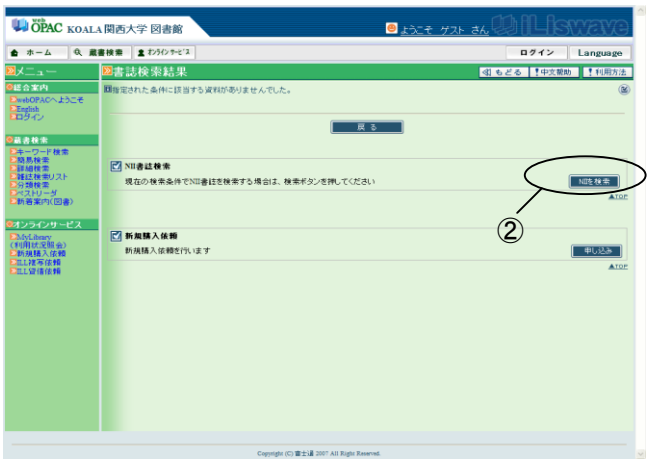 web
OPAC KOALA 関西大学 図書館
ようこそ ゲスト さん
iLiswave
ホーム 蔵書検索 オンラインサービス
ログイン Language
メニュー
書誌検索結果
もどる !中文援助 !利用方法
総合案内
webOPACへようこそ
English
ログイン
指定された条件に該当する資料がありませんでした。
戻る
蔵書検索
キーワード検索
簡易検索
詳細検索
雑誌検索リスト
分類検索
ベストリーダ
新着案内(図書)
NII書誌検索
現在の検索条件でNII書誌を検索する場合は、検索ボタンを押してください
NIIを検索
▲TOP
②
オンラインサービス
MyLibrary
(利用状況照会)
新規購入依頼
ILL複写依頼
ILL貸借依頼
新規購入依頼
新規購入依頼を行います
申し込み
▲TOP
Copyright (C) 富士通 2007 All Right Reserved.